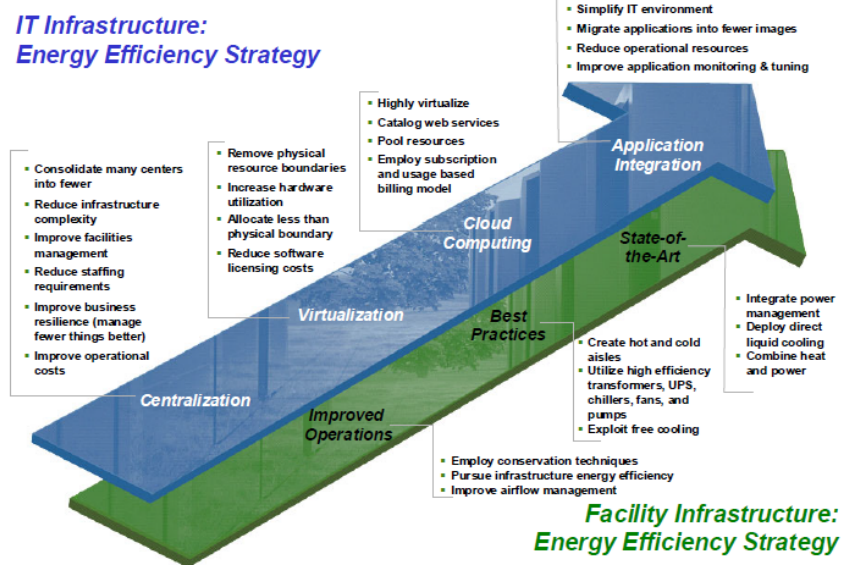 IT Infrastructure:
Energy Efficiency Strategy
Simplify IT environment
Migrate applications into fewer images
Reduce operational resources
Improve application monitoring & tuning
Highly virtualize
Catalog web services
Pool resources
Employ subscription
and usage based
billing model
Remove physical
resource boundaries
Increase hardware
utilization
Allocate less than
physical boundary
Reduce software
licensing costs
Consolidate many centers
into fewer
Reduce infrastructure
complexity
Improve facilities
management
Reduce staffing
requirements
Improve business
resilience (manage
fewer things better)
Improve operational
costs
Application
Integration
Cloud
Computing
Virtualization
Centralization
State-of-
the-Art
Best
Practices
Improved
Operations
Integrate power
management
Deploy direct
liquid cooling
Combine heat
and power
Create hot and cold
aisles
Utilize high efficiency
transformers, UPS,
chillers, fans, and
pumps
Exploit free cooling
Employ conservation techniques
Pursue infrastructure energy efficiency
Improve airflow management
Facility Infrastructure:
Energy Efficiency Strategy